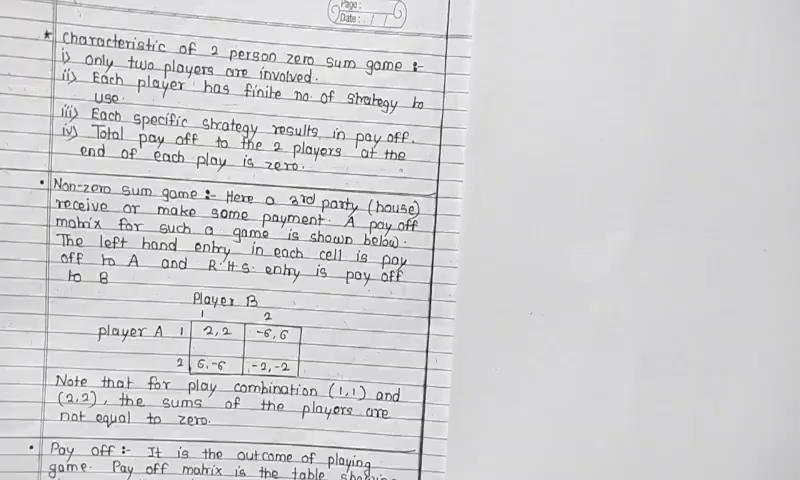 Page :
Date : / /
* Characteristic of 2 person zero sum game :-
i) only two players are involved.
ii) Each player has finite no. of strategy to
use.
iii) Each specific strategy results in pay off.
iv) Total pay off to the 2 players at the
end of each play is zero.
• Non-zero sum game :- Here a 3rd party (house)
receive or make some payment. A pay off
matrix for such a game is shown below.
The left hand entry in each cell is pay
off to A and R.H.S. entry is pay off
to B
Player B
1 2
player A 1 2,2 -6,6
2 6,-6 -2,-2
Note that for play combination (1,1) and
(2,2), the sums of the players are
not equal to zero.
• Pay off :- It is the outcome of playing
game. Pay off matrix is the table